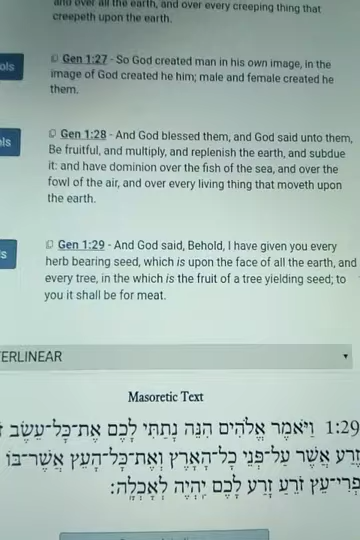 and over all the earth, and over every creeping thing that
creepeth upon the earth.
ols
Gen 1:27 - So God created man in his own image, in the
image of God created he him; male and female created he
them.
ols
Gen 1:28 - And God blessed them, and God said unto them,
Be fruitful, and multiply, and replenish the earth, and subdue
it: and have dominion over the fish of the sea, and over the
fowl of the air, and over every living thing that moveth upon
the earth.
s
Gen 1:29 - And God said, Behold, I have given you every
herb bearing seed, which is upon the face of all the earth, and
every tree, in the which is the fruit of a tree yielding seed; to
you it shall be for meat.
ERLINEAR
Masoretic Text
1:29 וַיֹּאמֶר אֱלֹהִים הִנֵּה נָתַתִּי לָכֶם אֶת־כָּל־עֵשֶׂב
זֶרַע אֲשֶׁר עַל־פְּנֵי כָל־הָאָרֶץ וְאֶת־כָּל־הָעֵץ אֲשֶׁר־בּוֹ
פְרִי־עֵץ זֹרֵעַ זָרַע לָכֶם יִהְיֶה לְאָכְלָה׃